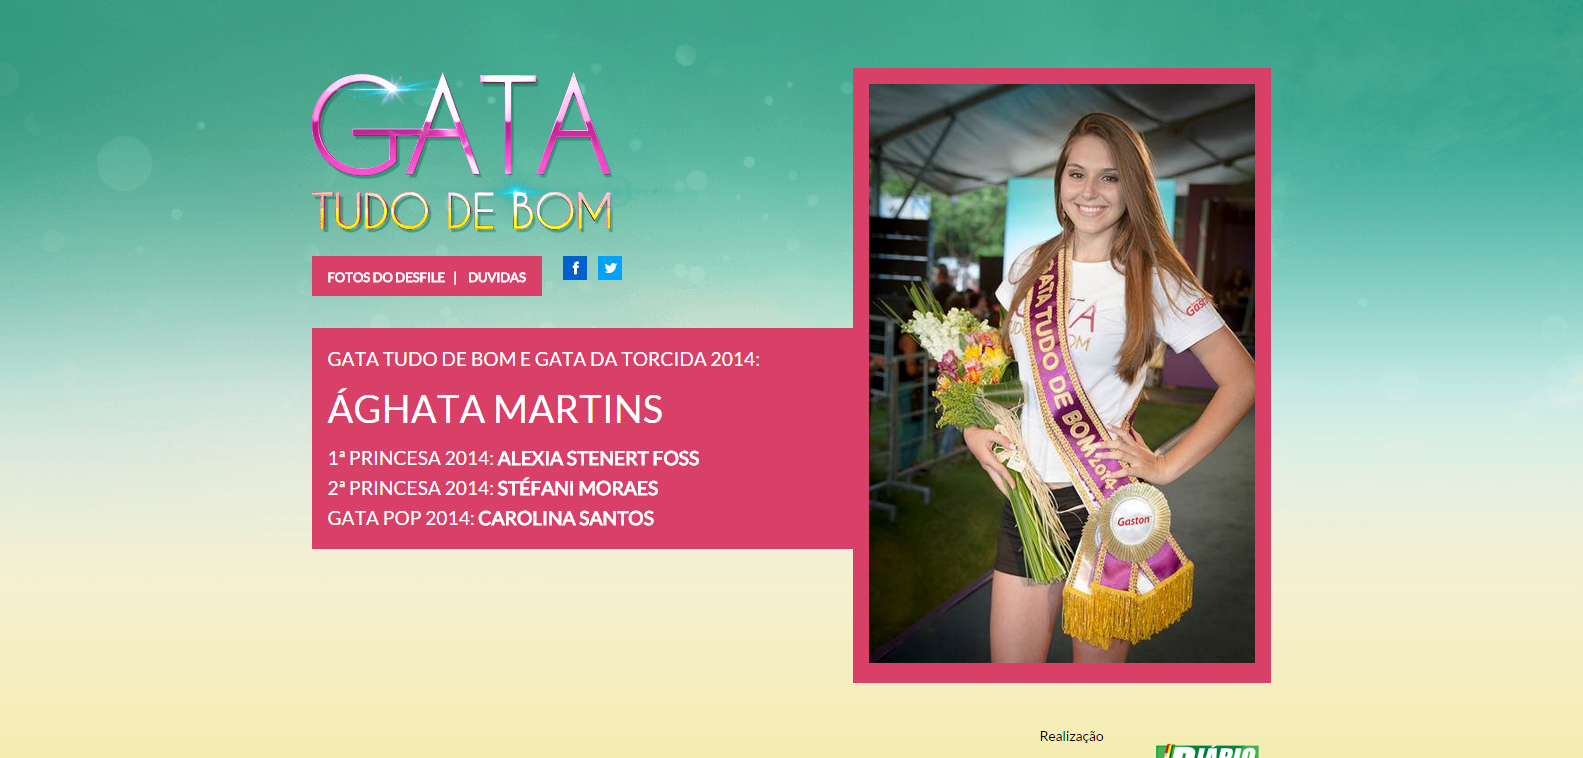 GATA
TUDO DE BOM
FOTOS DO DESFILE | DUVIDAS
GATA TUDO DE BOM E GATA DA TORCIDA 2014:
ÁGHATA MARTINS
1ª PRINCESA 2014: ALEXIA STENERT FOSS
2ª PRINCESA 2014: STÉFANI MORAES
GATA POP 2014: CAROLINA SANTOS
GATA TUDO DE BOM 2014
Gaston
Realização
DIÁRIO